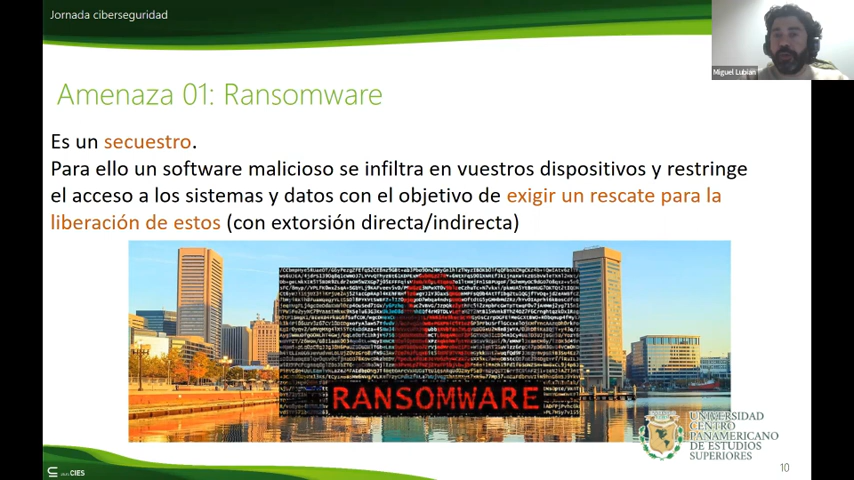 Jornada ciberseguridad
Miguel Lubian
Amenaza 01: Ransomware
Es un secuestro.
Para ello un software malicioso se infiltra en vuestros dispositivos y restringe
el acceso a los sistemas y datos con el objetivo de exigir un rescate para la
liberación de estos (con extorsión directa/indirecta)
RANSOMWARE
UNIVERSIDAD
CENTRO
PANAMERICANO
DE ESTUDIOS
SUPERIORES
CIES
10